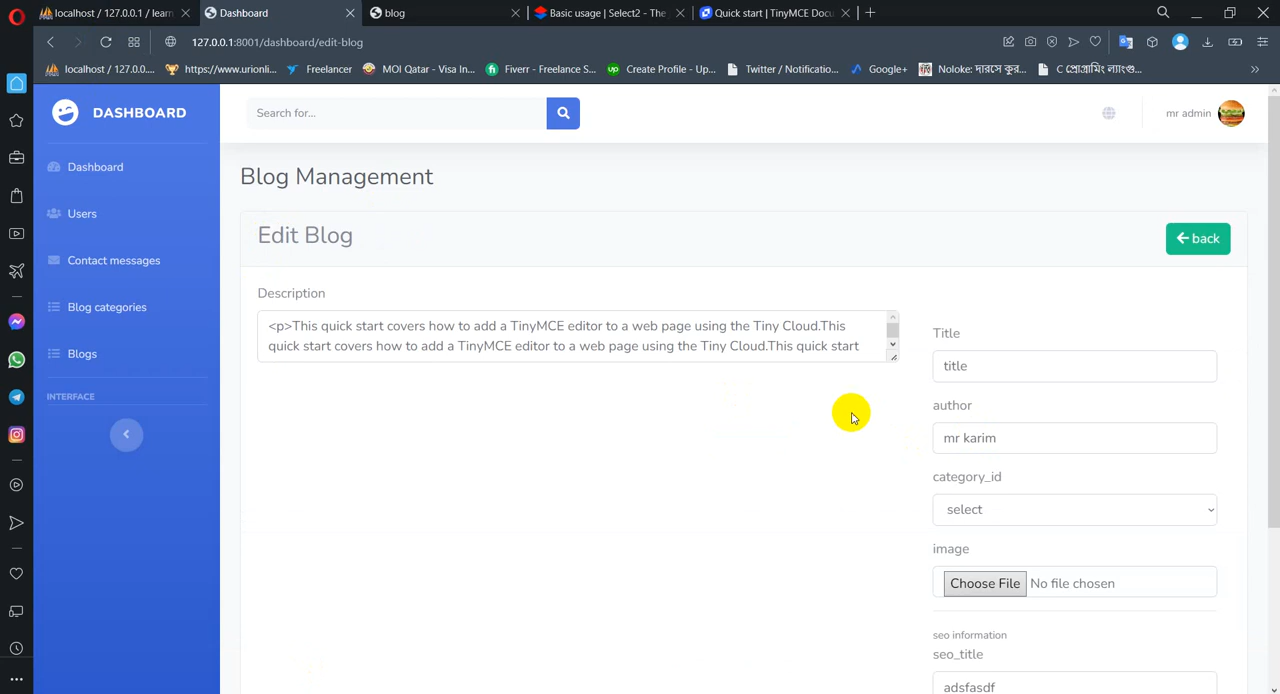 localhost / 127.0.0.1 / learn
Dashboard
blog
Basic usage | Select2 - The
Quick start | TinyMCE Docu
127.0.0.1:8001/dashboard/edit-blog
localhost / 127.0.0....
https://www.urionli...
Freelancer
MOI Qatar - Visa In...
Fiverr - Freelance S...
Create Profile - Up...
Twitter / Notificatio...
Google+
Noloke: দারসে কুর...
C প্রোগ্রামিং ল্যাংগু...
DASHBOARD
Search for...
mr admin
Dashboard
Users
Contact messages
Blog categories
Blogs
INTERFACE
Blog Management
Edit Blog
back
Description
<p>This quick start covers how to add a TinyMCE editor to a web page using the Tiny Cloud.This
quick start covers how to add a TinyMCE editor to a web page using the Tiny Cloud.This quick start
Title
title
author
mr karim
category_id
select
image
Choose File No file chosen
seo information
seo_title
adsfasdf